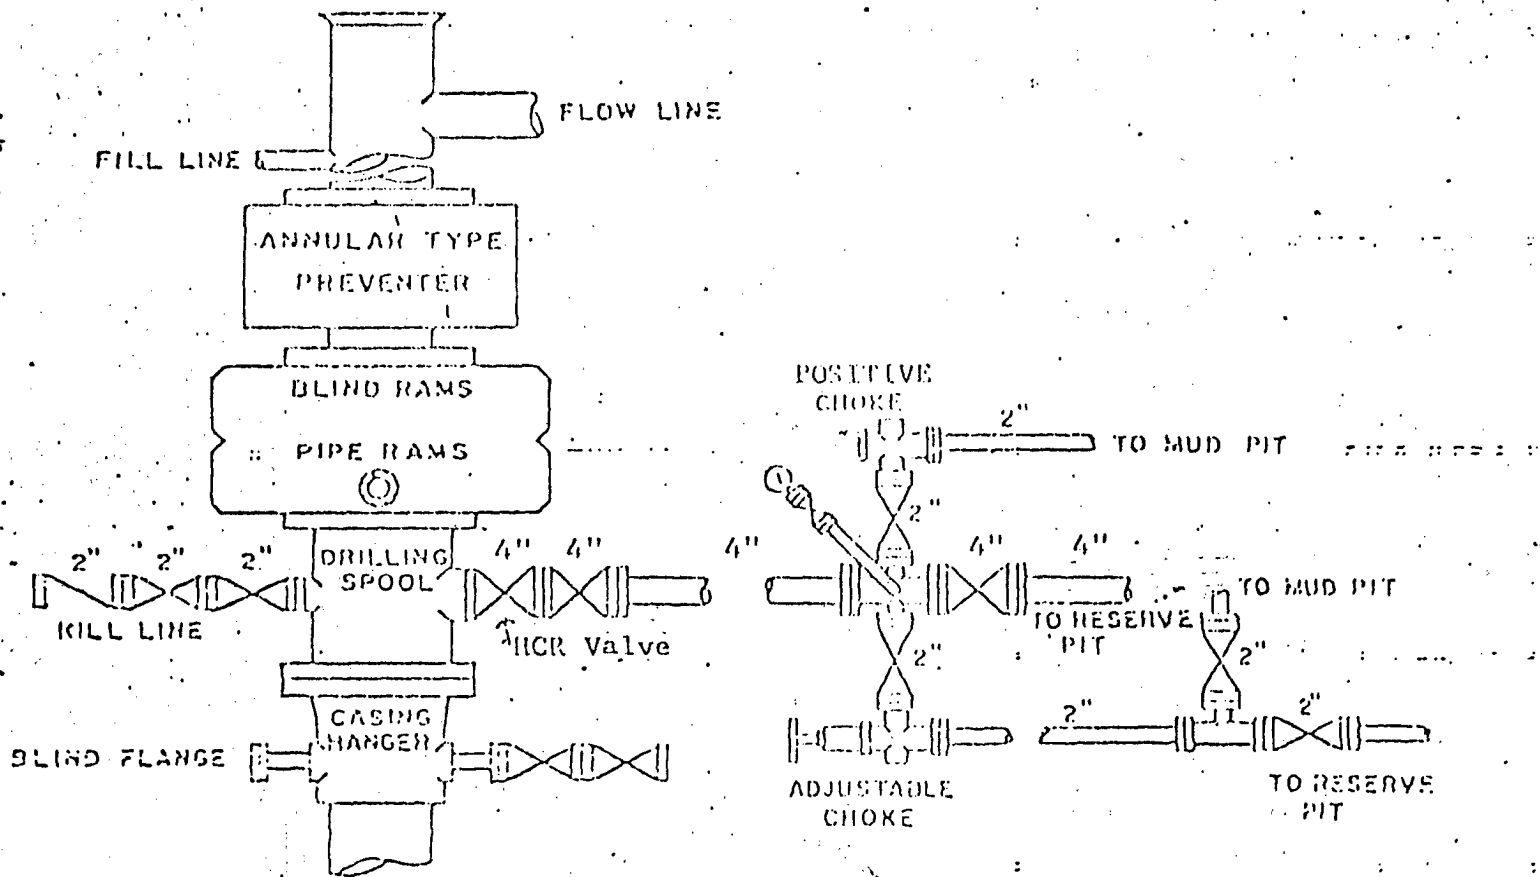 FLOW LINE
FILL LINE
ANNULAR TYPE
PREVENTER
BLIND RAMS
PIPE RAMS
POSITIVE
CHOKE
2"
TO MUD PIT
2"
2" 2" 2"
DRILLING
SPOOL
4" 4" 4"
4" 4"
KILL LINE
HCR Valve
TO RESERVE
PIT
TO MUD PIT
2"
2"
CASING
HANGER
BLIND FLANGE
2"
2"
ADJUSTABLE
CHOKE
TO RESERVE
PIT